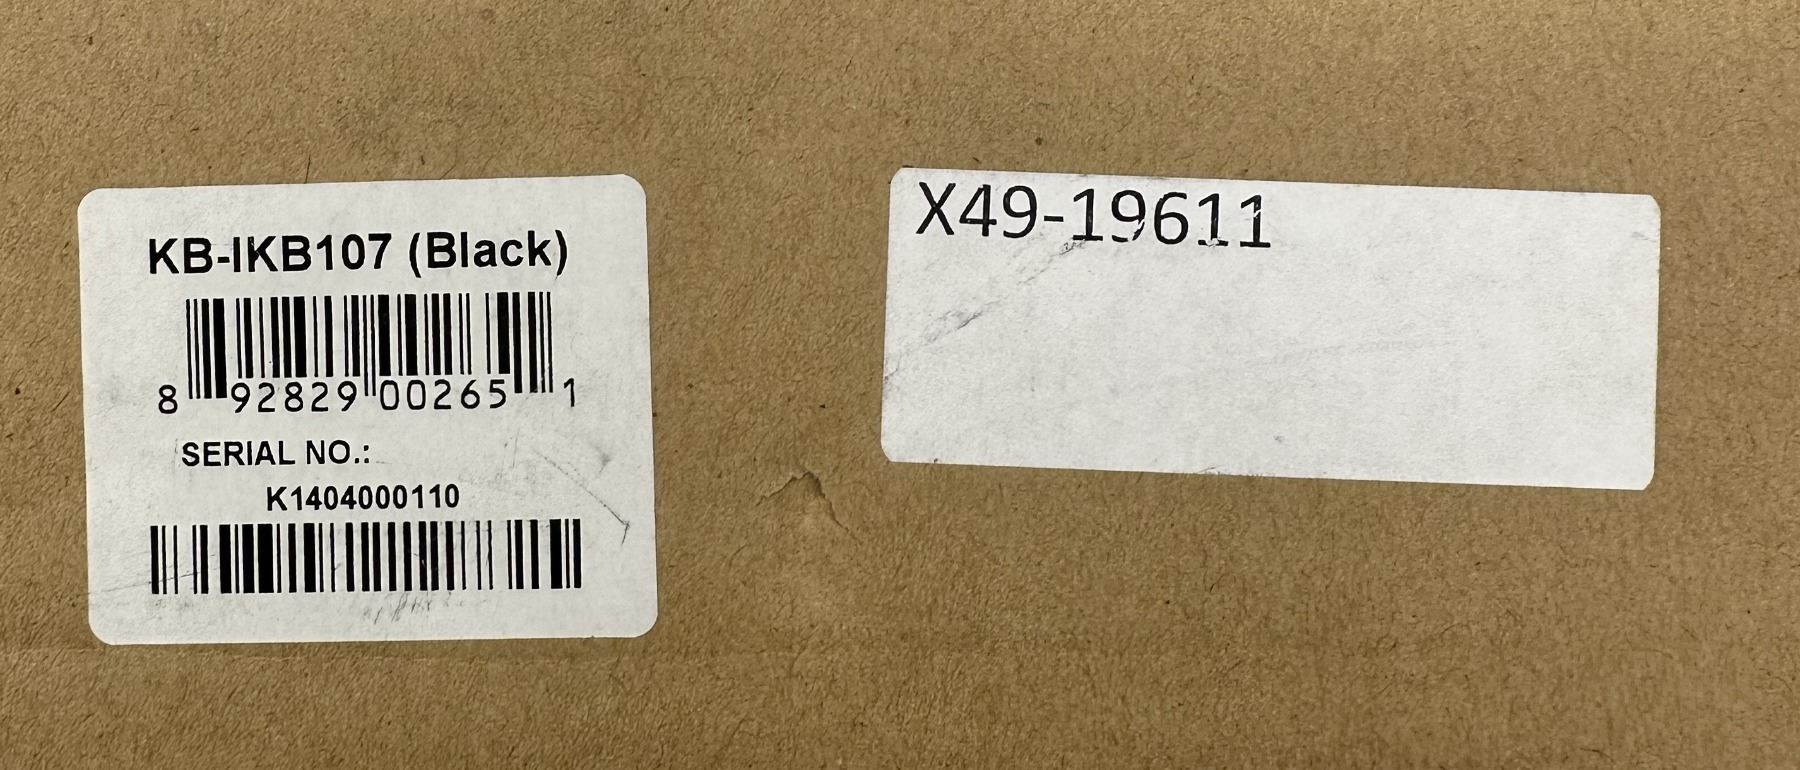 KB-IKB107 (Black)
8 92829 00265 1
SERIAL NO.:
K1404000110
X49-19611